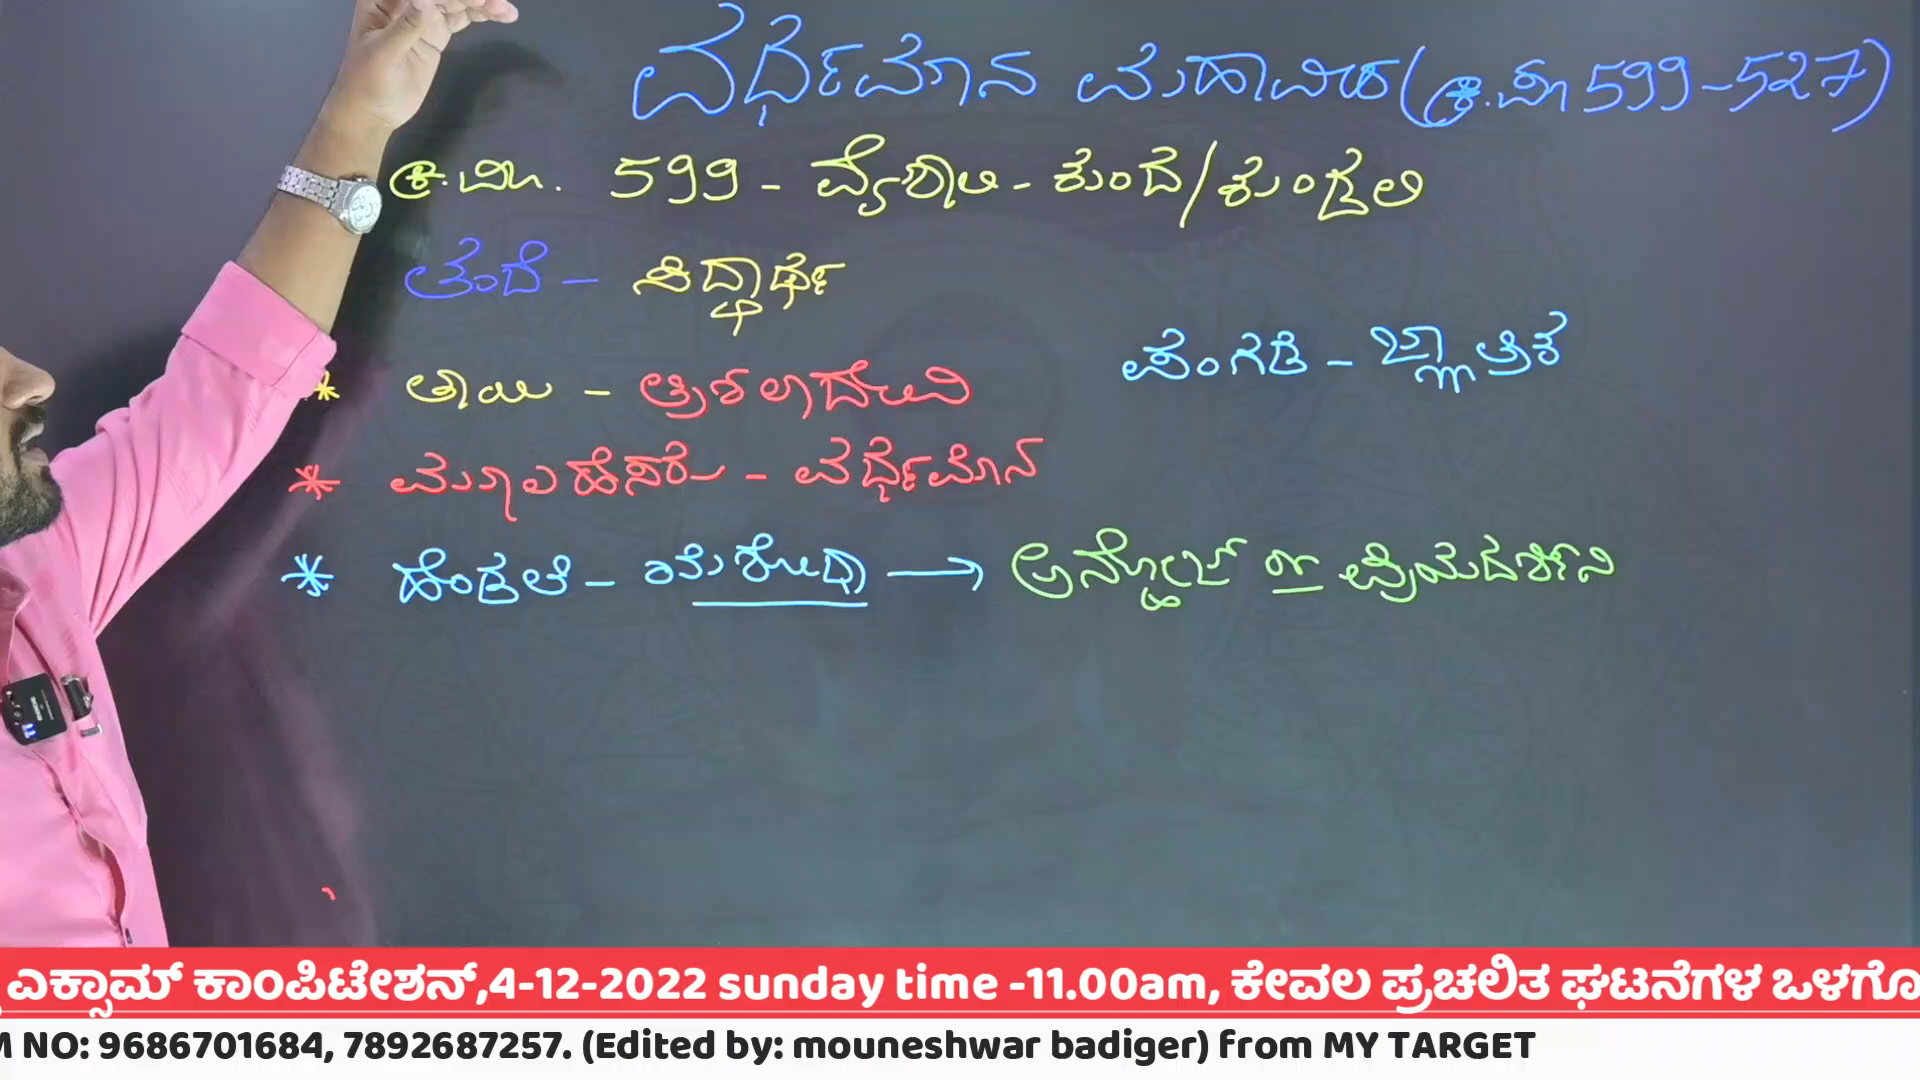 ವರ್ಧಮಾನ ಮಹಾವೀರ (ಕ್ರಿ.ಪೂ 599-527)
ಕ್ರಿ.ಪೂ. 599 - ವೈಶಾಲಿ - ಕುಂದ/ಕುಂಡಲಿ
ತಂದೆ - ಸಿದ್ಧಾರ್ಥ
ಪಂಗಡ - ಜ್ಞಾತ್ರಿಕ
* ತಾಯಿ - ತ್ರಿಶಲಾದೇವಿ
* ಮೂಲ ಹೆಸರು - ವರ್ಧಮಾನ
* ಹೆಂಡತಿ - ಯಶೋಧಾ → ಅನ್ನೋಜ್ or ಪ್ರಿಯದರ್ಶಿನಿ
ಎಕ್ಸಾಮ್ ಕಾಂಪಿಟೇಶನ್,4-12-2022 sunday time -11.00am, ಕೇವಲ ಪ್ರಚಲಿತ ಘಟನೆಗಳ ಒಳಗೊ
M NO: 9686701684, 7892687257. (Edited by: mouneshwar badiger) from MY TARGET